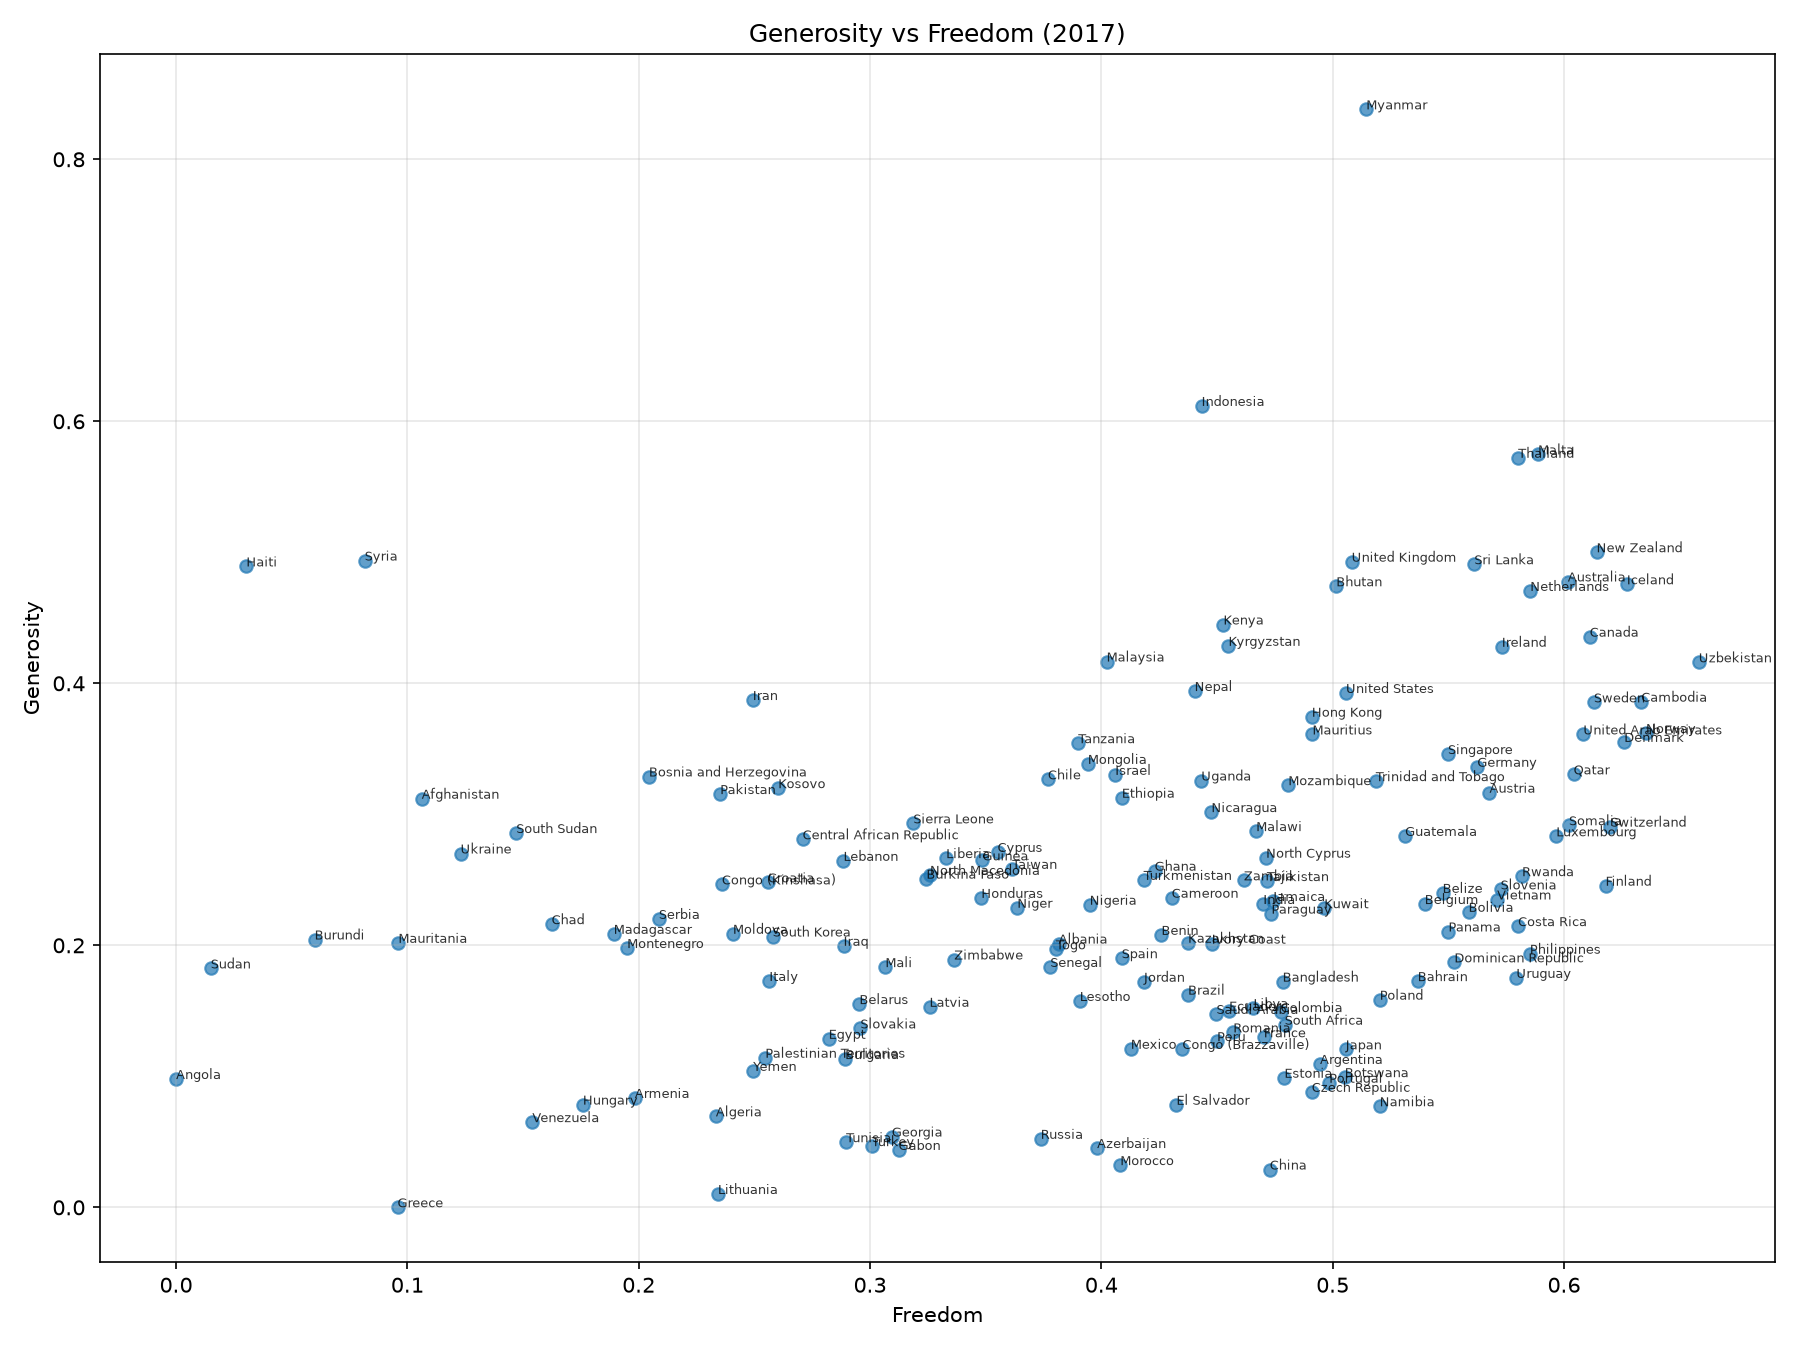 Generosity vs Freedom (2017)
Myanmar
0.8
Indonesia
0.6
Malta
Thailand
New Zealand
Syria
United Kingdom
Haiti
Sri Lanka
Australia
Iceland
Bhutan
Netherlands
Kenya
Canada
Kyrgyzstan
Ireland
Malaysia
Uzbekistan
0.4
Nepal
United States
Iran
Sweden
Cambodia
Hong Kong
Mauritius
United Arab Emirates
Norway
Denmark
Tanzania
Singapore
Mongolia
Germany
Bosnia and Herzegovina
Chile
Israel
Qatar
Uganda
Trinidad and Tobago
Mozambique
Kosovo
Pakistan
Austria
Afghanistan
Ethiopia
Nicaragua
Sierra Leone
Somalia
Switzerland
South Sudan
Malawi
Central African Republic
Guatemala
Luxembourg
Ukraine
Cyprus
Lebanon
Liberia
Guinea
North Cyprus
Taiwan
Ghana
North Macedonia
Burkina Faso
Rwanda
Congo (Kinshasa)
Croatia
Turkmenistan
Zambia
Tajikistan
Finland
Slovenia
Belize
Honduras
Cameroon
Jamaica
India
Vietnam
Niger
Nigeria
Kuwait
Belgium
Paraguay
Bolivia
Serbia
Chad
Costa Rica
Madagascar
Moldova
South Korea
Benin
Panama
Burundi
Mauritania
Montenegro
Iraq
Albania
Togo
Kazakhstan
Ivory Coast
0.2
Zimbabwe
Spain
Philippines
Dominican Republic
Sudan
Mali
Senegal
Uruguay
Italy
Jordan
Bangladesh
Bahrain
Belarus
Latvia
Lesotho
Brazil
Poland
Libya
Ecuador
Saudi Arabia
Colombia
Slovakia
South Africa
Egypt
Romania
Peru
France
Mexico
Congo (Brazzaville)
Japan
Palestinian Territories
Bulgaria
Yemen
Argentina
Angola
Estonia
Portugal
Botswana
Czech Republic
Hungary
Armenia
El Salvador
Namibia
Venezuela
Algeria
Georgia
Tunisia
Turkey
Gabon
Russia
Azerbaijan
Morocco
China
Lithuania
Greece
0.0
Generosity
0.0 0.1 0.2 0.3 0.4 0.5 0.6
Freedom